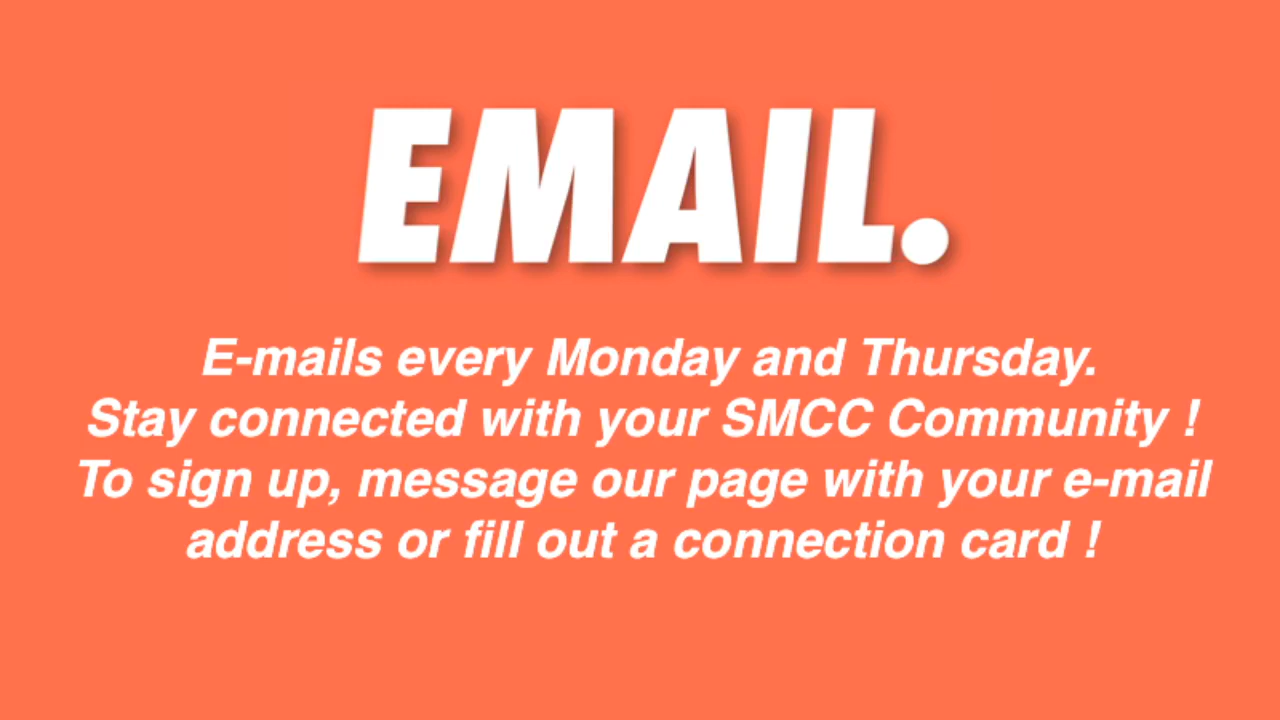 EMAIL.
E-mails every Monday and Thursday.
Stay connected with your SMCC Community !
To sign up, message our page with your e-mail
address or fill out a connection card !